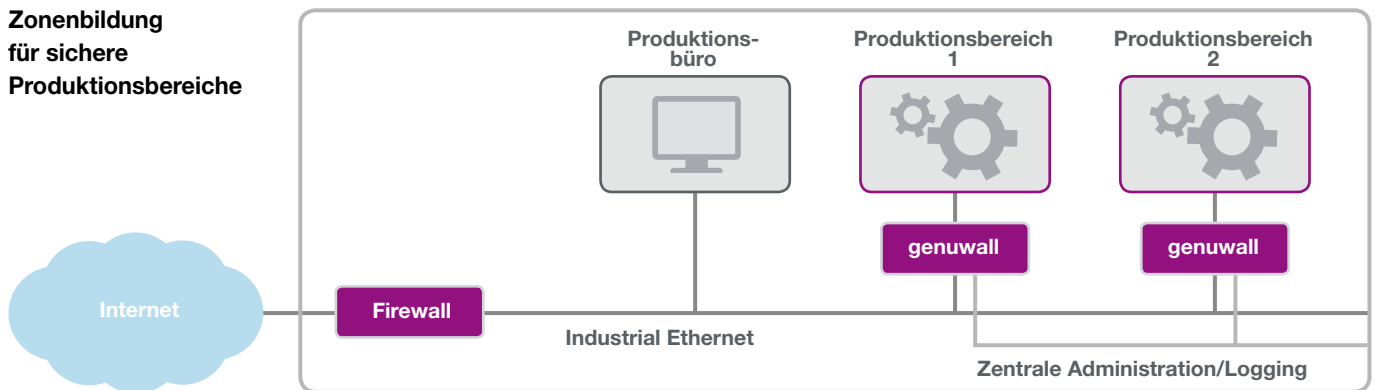 Zonenbildung
für sichere
Produktionsbereiche
Produktions-
büro
Produktionsbereich
1
Produktionsbereich
2
genuwall
genuwall
Internet
Firewall
Industrial Ethernet
Zentrale Administration/Logging